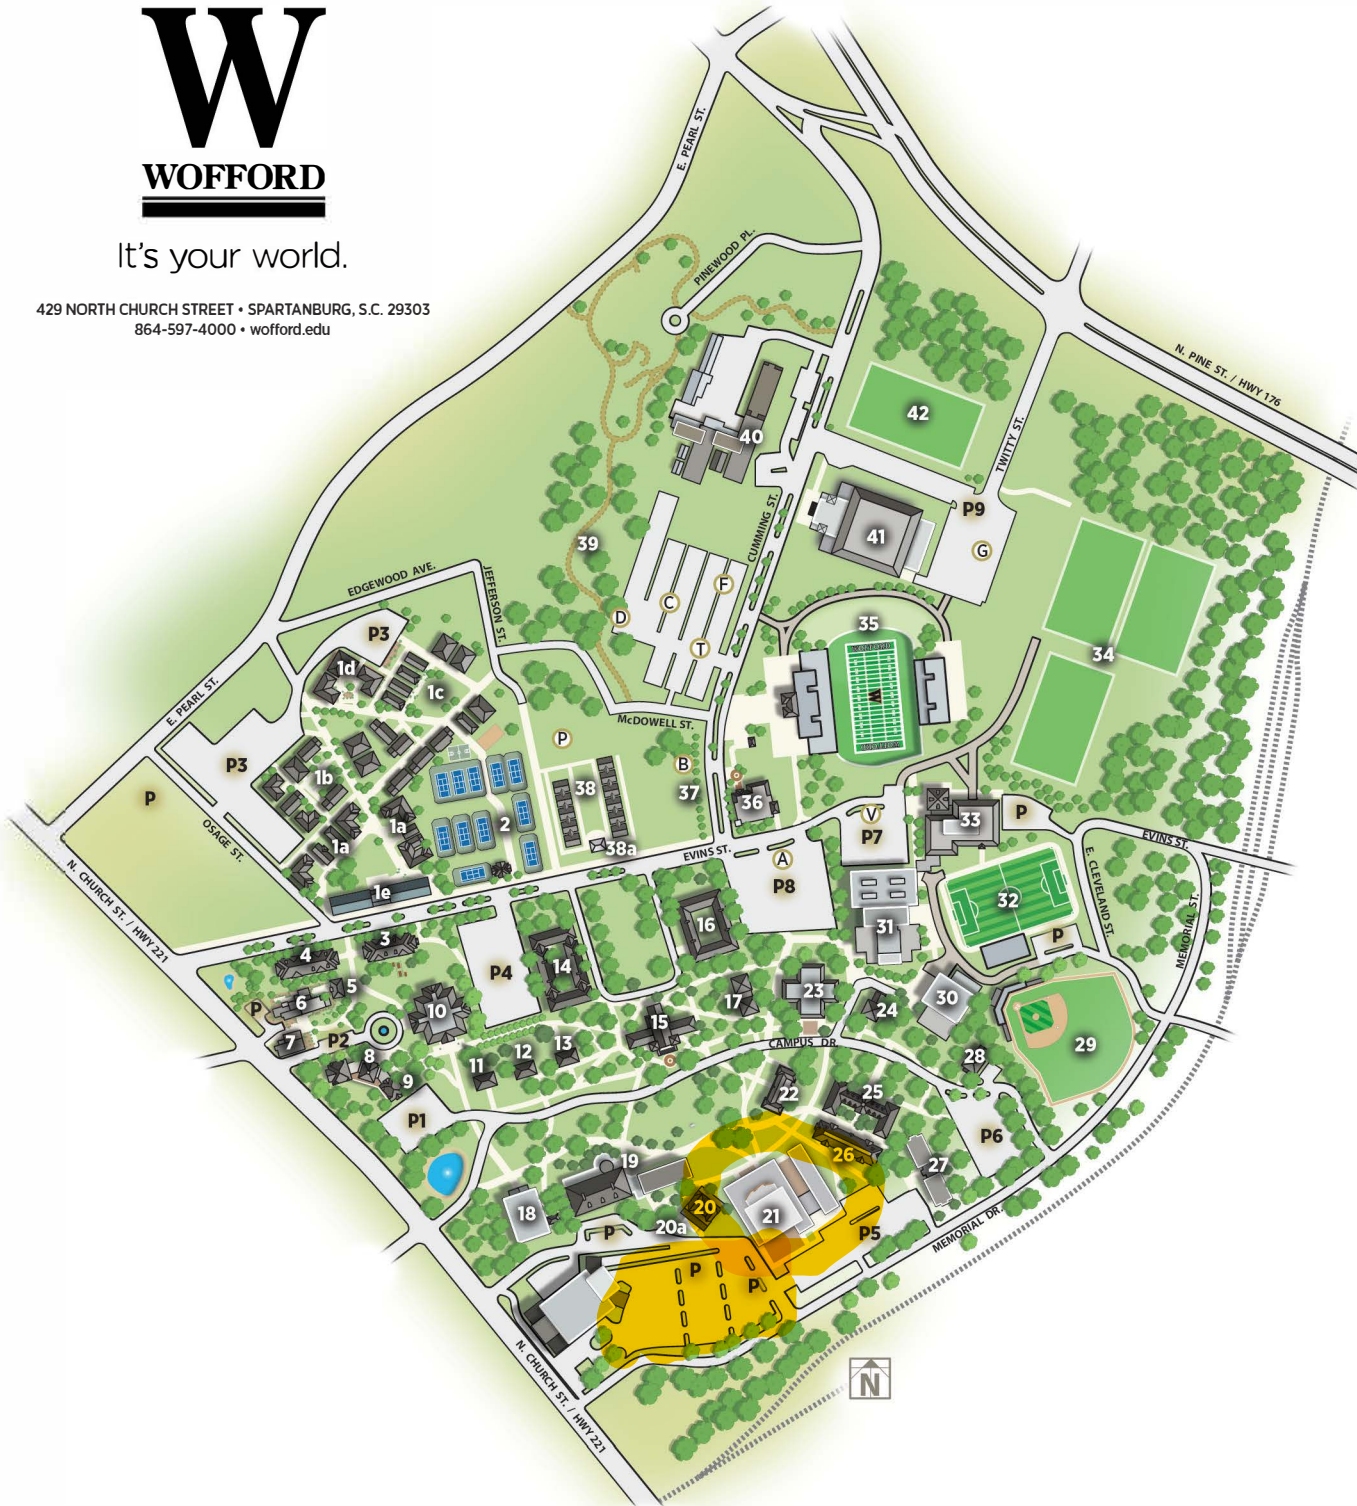 W
WOFFORD
It's your world.
429 NORTH CHURCH STREET • SPARTANBURG, S.C. 29303
864-597-4000 • wofford.edu
E. PEARL ST.
PINEWOOD PL.
N. PINE ST. / HWY 176
42
TWITTY ST.
40
CUMMING ST.
P9
41
G
39
EDGEWOOD AVE.
JEFFERSON ST.
F
C
D
T
35
P3
34
1d
1c
E. PEARL ST.
W
WOFFORD
McDOWELL ST.
P
B
P3
1b
37
38
36
P
OSAGE ST.
1a
2
V
P7
33
P
EVINS ST.
1a
38a
EVINS ST.
A
P8
E. CLEVELAND ST.
1e
32
N. CHURCH ST. / HWY 221
16
31
MEMORIAL ST.
3
4
P4
14
P
5
6
P
17
23
30
24
10
15
7
P2
CAMPUS DR.
29
8
13
12
11
28
9
22
25
P1
P6
26
19
27
20
18
20a
21
P
P5
MEMORIAL DR.
P
P
N
N. CHURCH ST. / HWY 221